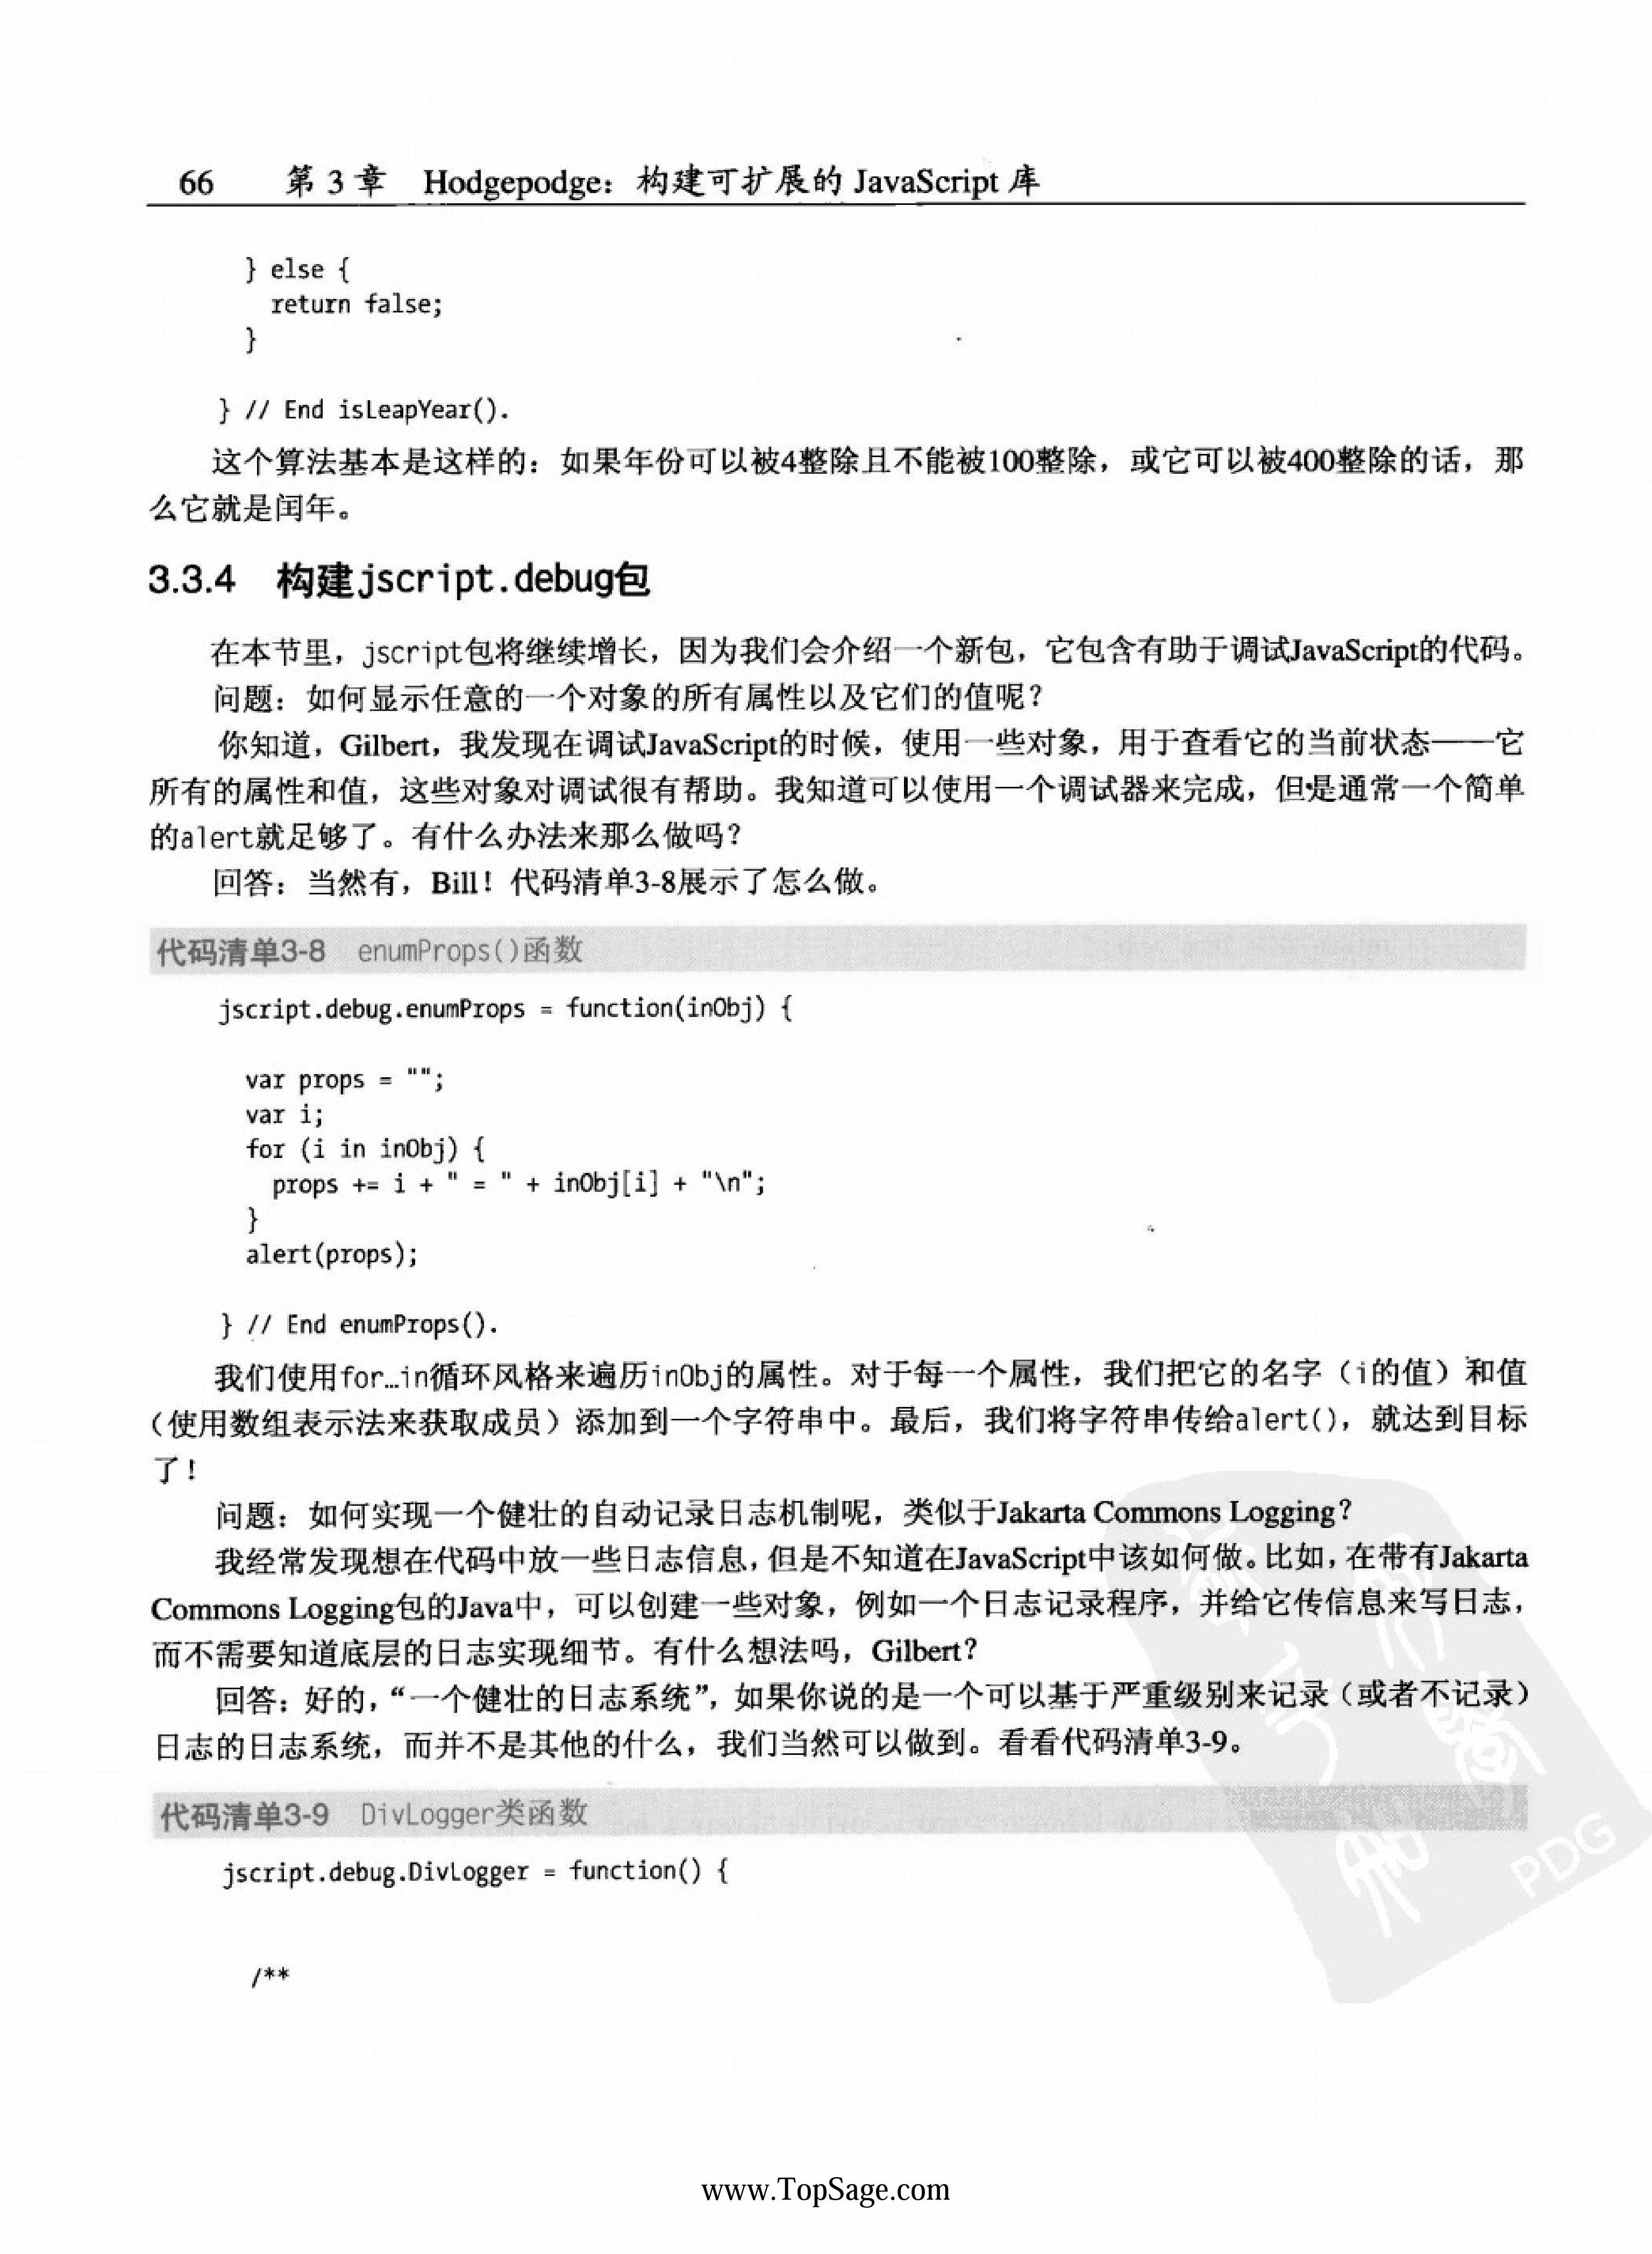 66 第 3 章 Hodgepodge：构建可扩展的 JavaScript 库
} else {
return false;
}
} // End isLeapYear().
这个算法基本是这样的：如果年份可以被4整除且不能被100整除，或它可以被400整除的话，那
么它就是闰年。
3.3.4 构建jscript.debug包
在本节里，jscript包将继续增长，因为我们会介绍一个新包，它包含有助于调试JavaScript的代码。
问题：如何显示任意的一个对象的所有属性以及它们的值呢？
你知道，Gilbert，我发现在调试JavaScript的时候，使用一些对象，用于查看它的当前状态——它
所有的属性和值，这些对象对调试很有帮助。我知道可以使用一个调试器来完成，但是通常一个简单
的alert就足够了。有什么办法来那么做吗？
回答：当然有，Bill！代码清单3-8展示了怎么做。
代码清单3-8 enumProps()函数
jscript.debug.enumProps = function(inObj) {
var props = "";
var i;
for (i in inObj) {
props += i + " = " + inObj[i] + "\n";
}
alert(props);
} // End enumProps().
我们使用for…in循环风格来遍历inObj的属性。对于每一个属性，我们把它的名字（i的值）和值
（使用数组表示法来获取成员）添加到一个字符串中。最后，我们将字符串传给alert()，就达到目标
了！
问题：如何实现一个健壮的自动记录日志机制呢，类似于Jakarta Commons Logging？
我经常发现想在代码中放一些日志信息，但是不知道在JavaScript中该如何做。比如，在带有Jakarta
Commons Logging包的Java中，可以创建一些对象，例如一个日志记录程序，并给它传信息来写日志，
而不需要知道底层的日志实现细节。有什么想法吗，Gilbert？
回答：好的，“一个健壮的日志系统”，如果你说的是一个可以基于严重级别来记录（或者不记录）
日志的日志系统，而并不是其他的什么，我们当然可以做到。看看代码清单3-9。
代码清单3-9 DivLogger类函数
jscript.debug.DivLogger = function() {
/**
PDG
www.TopSage.com